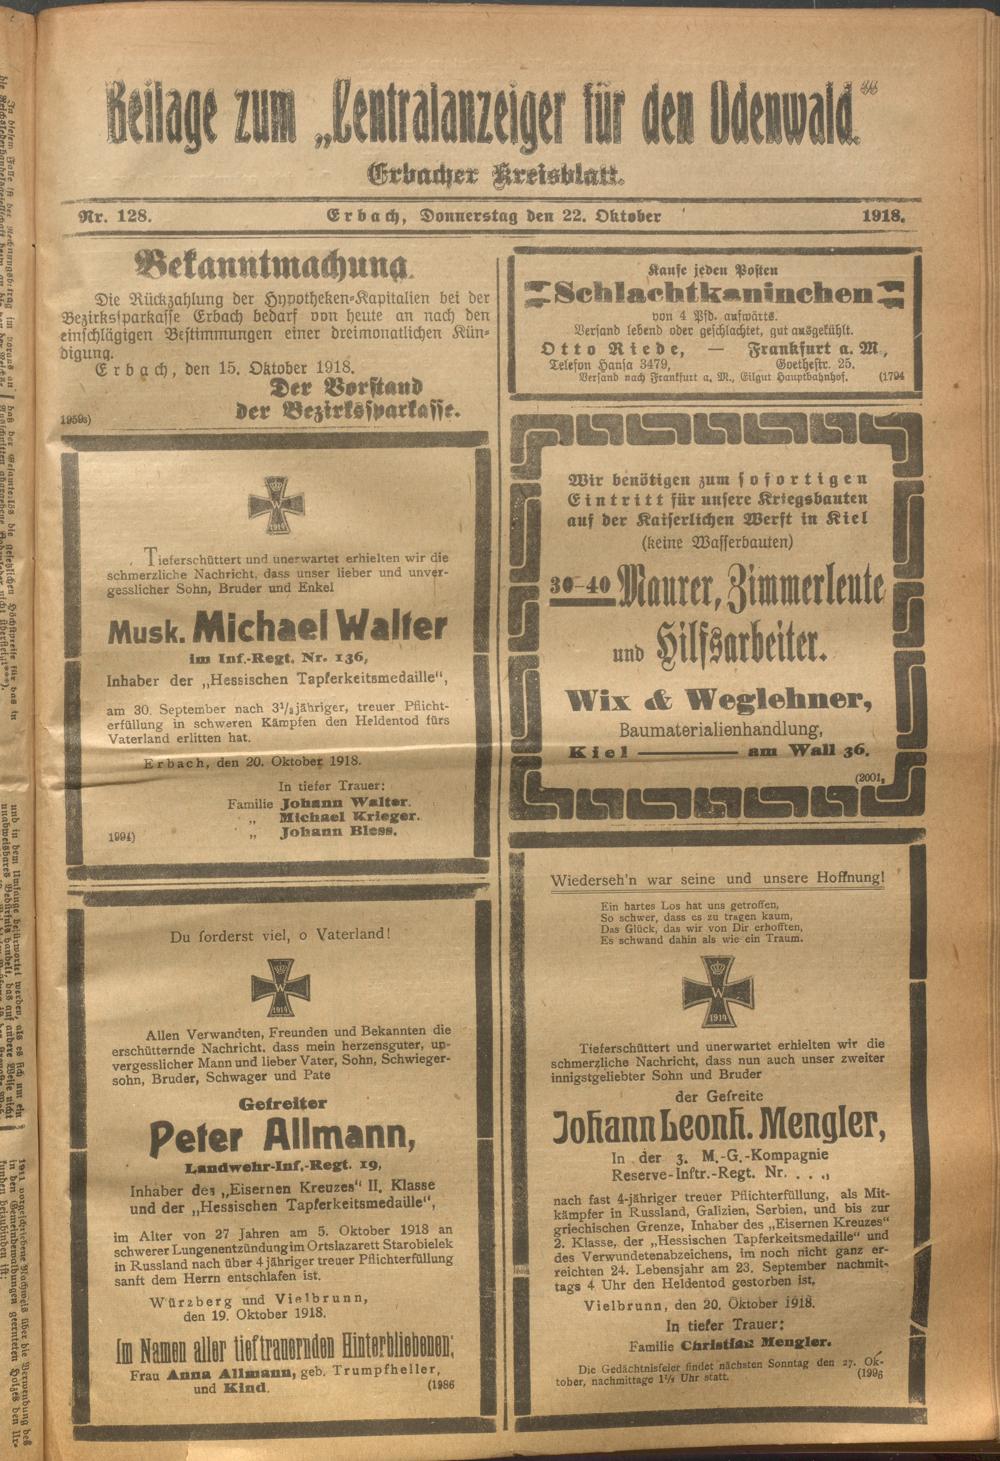 Beilage zum „Centralanzeiger für den Odenwald“
Erbacher Kreisblatt.
Nr. 128.
Erbach, Donnerstag den 22. Oktober
1918.
Bekanntmachung.
Die Rückzahlung der Hypotheken-Kapitalien bei der
Bezirkssparkasse Erbach bedarf von heute an nach den
einschlägigen Bestimmungen einer dreimonatlichen Kün-
digung.
Erbach, den 15. Oktober 1918.
Der Vorstand
der Bezirkssparkasse.
1959s)
Tieferschüttert und unerwartet erhielten wir die
schmerzliche Nachricht, dass unser lieber und unver-
gesslicher Sohn, Bruder und Enkel
Musk. Michael Walter
im Inf.-Regt. Nr. 136,
Inhaber der „Hessischen Tapferkeitsmedaille“,
am 30. September nach 3½jähriger, treuer Pflicht-
erfüllung in schweren Kämpfen den Heldentod fürs
Vaterland erlitten hat.
Erbach, den 20. Oktober 1918.
In tiefer Trauer:
Familie Johann Walter.
„ Michael Krieger.
„ Johann Bless.
1994)
Du forderst viel, o Vaterland!
W
1914
Allen Verwandten, Freunden und Bekannten die
erschütternde Nachricht, dass mein herzensguter, un-
vergesslicher Mann und lieber Vater, Sohn, Schwieger-
sohn, Bruder, Schwager und Pate
Gefreiter
Peter Allmann,
Landwehr-Inf.-Regt. 19,
Inhaber des „Eisernen Kreuzes“ II. Klasse
und der „Hessischen Tapferkeitsmedaille“,
im Alter von 27 Jahren am 5. Oktober 1918 an
schwerer Lungenentzündung im Ortslazarett Starobielek
in Russland nach über 4jähriger treuer Pflichterfüllung
sanft dem Herrn entschlafen ist.
Würzberg und Vielbrunn,
den 19. Oktober 1918.
Im Namen aller tieftrauernden Hinterbliebenen:
Frau Anna Allmann, geb. Trumpfheller,
und Kind.
(1986
Kaufe jeden Posten
Schlachtkaninchen
von 4 Pfd. aufwärts.
Versand lebend oder geschlachtet, gut ausgekühlt.
Otto Riede, — Frankfurt a. M.,
Telefon Hansa 3479, Goethestr. 25.
Versand nach Frankfurt a. M., Eilgut Hauptbahnhof. (1794
Wir benötigen zum sofortigen
Eintritt für unsere Kriegsbauten
auf der Kaiserlichen Werft in Kiel
(keine Wasserbauten)
30-40 Maurer, Zimmerleute
und Hilfsarbeiter.
Wix & Weglehner,
Baumaterialienhandlung,
Kiel — am Wall 36.
(2001,
Wiederseh'n war seine und unsere Hoffnung!
Ein hartes Los hat uns getroffen,
So schwer, dass es zu tragen kaum,
Das Glück, das wir von Dir erhofften,
Es schwand dahin als wie ein Traum.
W
1914
Tieferschüttert und unerwartet erhielten wir die
schmerzliche Nachricht, dass nun auch unser zweiter
innigstgeliebter Sohn und Bruder
der Gefreite
Johann Leonh. Mengler,
In der 3. M.-G.-Kompagnie
Reserve-Inftr.-Regt. Nr. . . .,
nach fast 4-jähriger treuer Pflichterfüllung, als Mit-
kämpfer in Russland, Galizien, Serbien, und bis zur
griechischen Grenze, Inhaber des „Eisernen Kreuzes“
2. Klasse, der „Hessischen Tapferkeitsmedaille“ und
des Verwundetenabzeichens, im noch nicht ganz er-
reichten 24. Lebensjahr am 23. September nachmit-
tags 4 Uhr den Heldentod gestorben ist.
Vielbrunn, den 20. Oktober 1918.
In tiefer Trauer:
Familie Christian Mengler.
Die Gedächtnisfeier findet nächsten Sonntag den 27. Ok-
tober, nachmittage 1½ Uhr statt. (1996